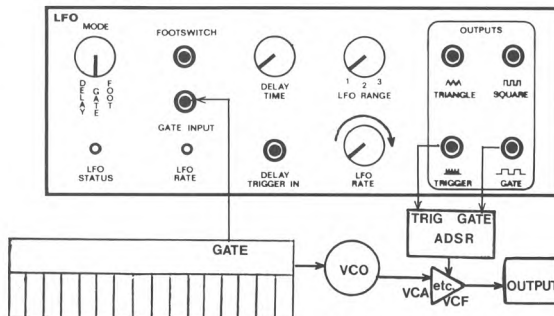 LFO
MODE
DELAY
GATE
FOOT
FOOTSWITCH
GATE INPUT
DELAY
TIME
1 2 3
LFO RANGE
OUTPUTS
TRIANGLE
SQUARE
LFO
STATUS
LFO
RATE
DELAY
TRIGGER IN
LFO
RATE
TRIGGER
GATE
TRIG GATE
ADSR
GATE
VCO
VCA
etc.
VCF
OUTPUT